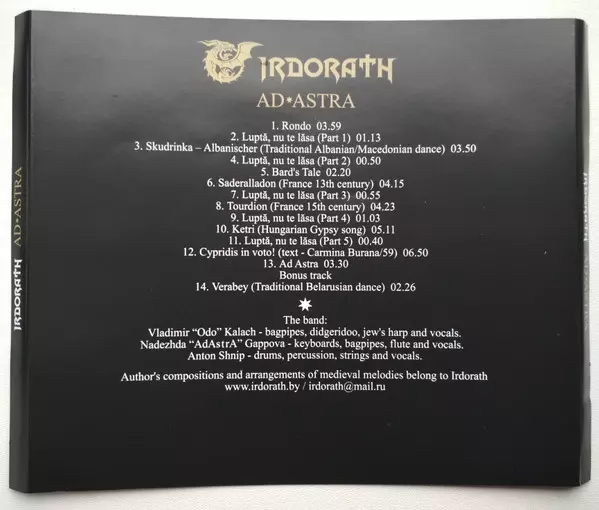 IRDORATH
AD★ASTRA
1. Rondo 03.59
2. Luptă, nu te lăsa (Part 1) 01.13
3. Skudrinka – Albanischer (Traditional Albanian/Macedonian dance) 03.50
4. Luptă, nu te lăsa (Part 2) 00.50
5. Bard's Tale 02.20
6. Saderalladon (France 13th century) 04.15
7. Luptă, nu te lăsa (Part 3) 00.55
8. Tourdion (France 15th century) 04.23
9. Luptă, nu te lăsa (Part 4) 01.03
10. Ketri (Hungarian Gypsy song) 05.11
11. Luptă, nu te lăsa (Part 5) 00.40
12. Cypridis in voto! (text - Carmina Burana/59) 06.50
13. Ad Astra 03.30
Bonus track
14. Verabey (Traditional Belarusian dance) 02.26
The band:
Vladimir “Odo” Kalach - bagpipes, didgeridoo, jew's harp and vocals.
Nadezhda “AdAstrA” Gappova - keyboards, bagpipes, flute and vocals.
Anton Shnip - drums, percussion, strings and vocals.
Author's compositions and arrangements of medieval melodies belong to Irdorath
www.irdorath.by / irdorath@mail.ru
IRDORATH AD★ASTRA